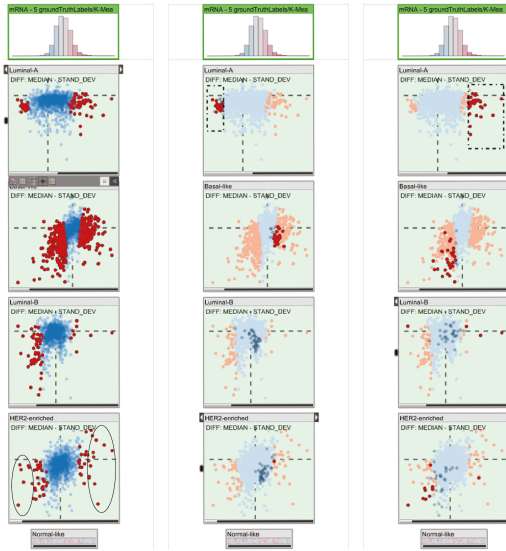 mRNA - 5 groundTruthLabels/K-Mea
mRNA - 5 groundTruthLabels/K-Mea
mRNA - 5 groundTruthLabels/K-Mea
Luminal-A
Luminal-A
Luminal-A
DIFF: MEDIAN - STAND_DEV
DIFF: MEDIAN - STAND_DEV
DIFF: MEDIAN - STAND_DEV
Basal-like
Basal-like
Basal-like
DIFF: MEDIAN - STAND_DEV
DIFF: MEDIAN - STAND_DEV
DIFF: MEDIAN - STAND_DEV
Luminal-B
Luminal-B
Luminal-B
DIFF: MEDIAN - STAND_DEV
DIFF: MEDIAN - STAND_DEV
DIFF: MEDIAN - STAND_DEV
HER2-enriched
HER2-enriched
HER2-enriched
DIFF: MEDIAN - STAND_DEV
DIFF: MEDIAN - STAND_DEV
DIFF: MEDIAN - STAND_DEV
Normal-like
Normal-like
Normal-like